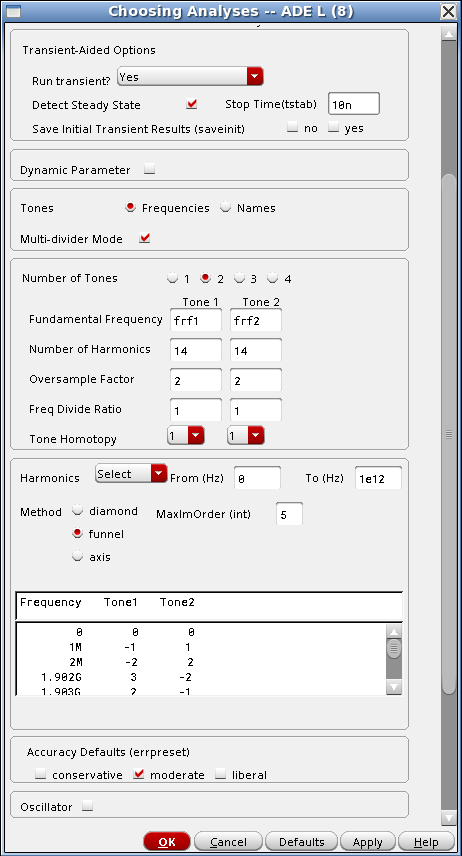 Choosing Analyses -- ADE L (8)
Transient-Aided Options
Run transient? Yes
Detect Steady State Stop Time(tstab) 10n
Save Initial Transient Results (saveinit) no yes
Dynamic Parameter
Tones Frequencies Names
Multi-divider Mode
Number of Tones 1 2 3 4
Tone 1 Tone 2
Fundamental Frequency frf1 frf2
Number of Harmonics 14 14
Oversample Factor 2 2
Freq Divide Ratio 1 1
Tone Homotopy 1 1
Harmonics Select From (Hz) 0 To (Hz) 1e12
Method diamond MaxImOrder (int) 5
funnel
axis
Frequency Tone1 Tone2
0 0 0
1M -1 1
2M -2 2
1.902G 3 -2
1.903G 2 -1
Accuracy Defaults (errpreset)
conservative moderate liberal
Oscillator
OK Cancel Defaults Apply Help